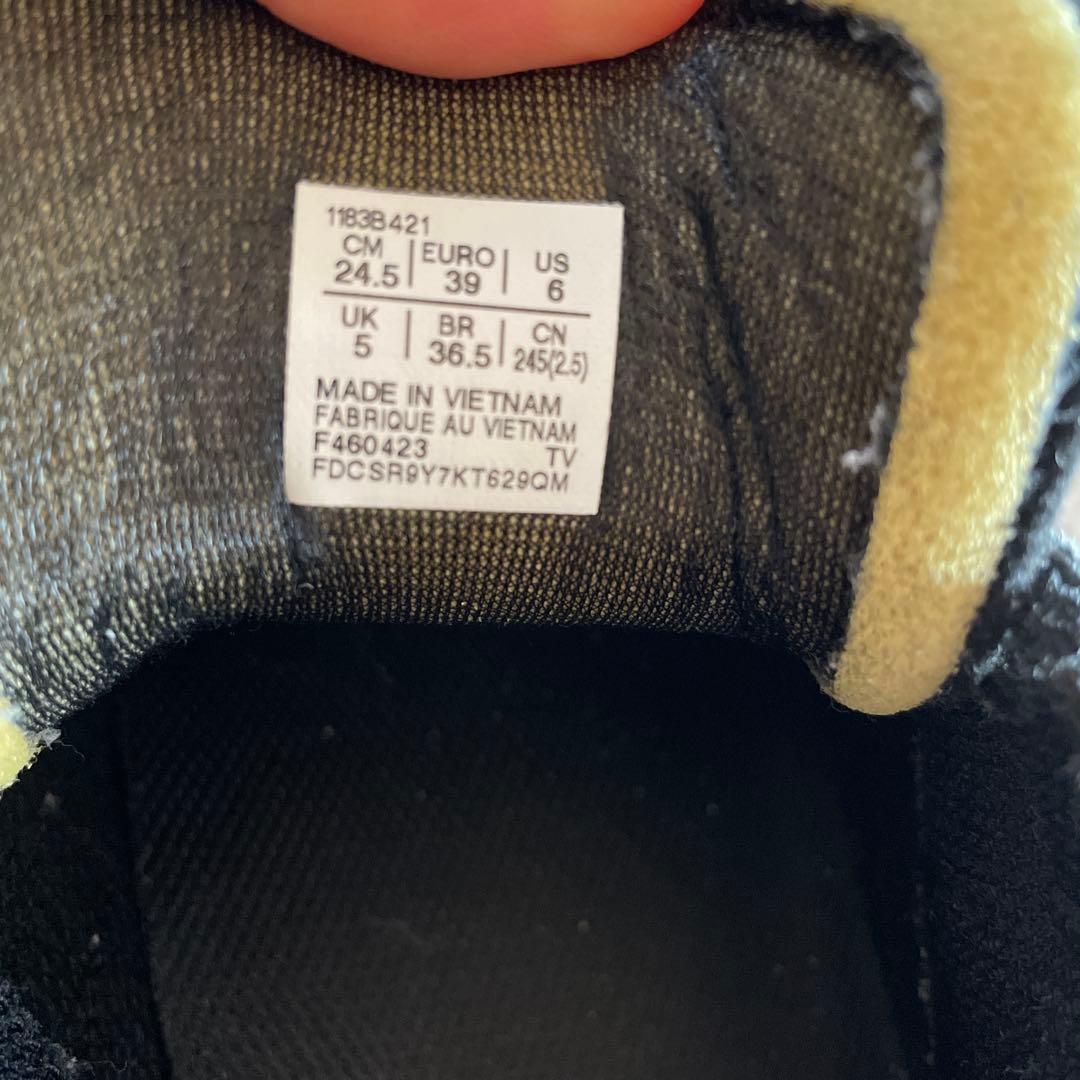 1183B421
CM | EURO | US
24.5 | 39 | 6
UK | BR | CN
5 | 36.5 | 245(2.5)
MADE IN VIETNAM
FABRIQUE AU VIETNAM
F460423 TV
FDCSR9Y7KT629QM